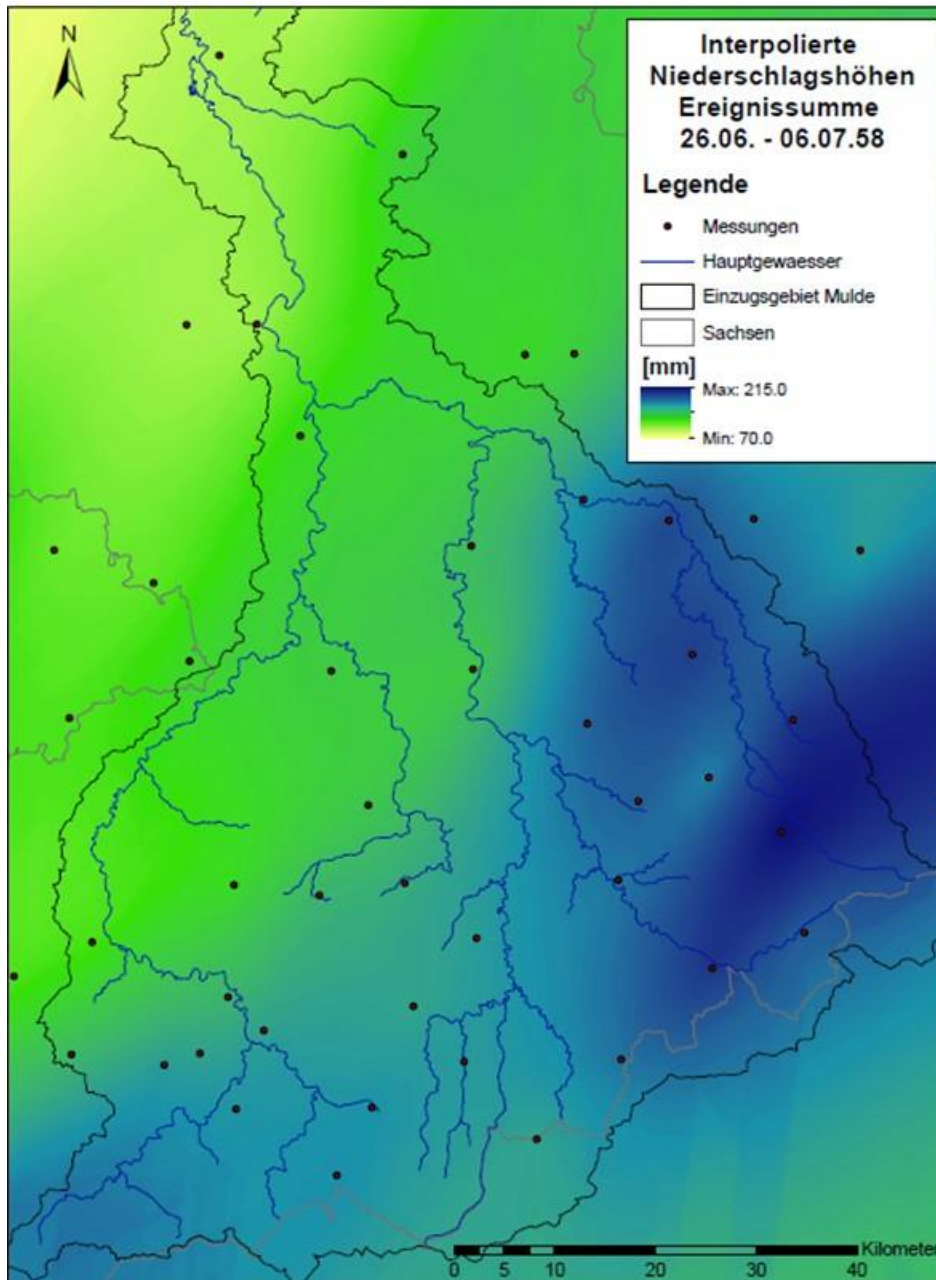 N
Interpolierte
Niederschlagshöhen
Ereignissumme
26.06. - 06.07.58
Legende
Messungen
Hauptgewaesser
Einzugsgebiet Mulde
Sachsen
[mm]
Max: 215.0
Min: 70.0
Kilometer
0 5 10 20 30 40